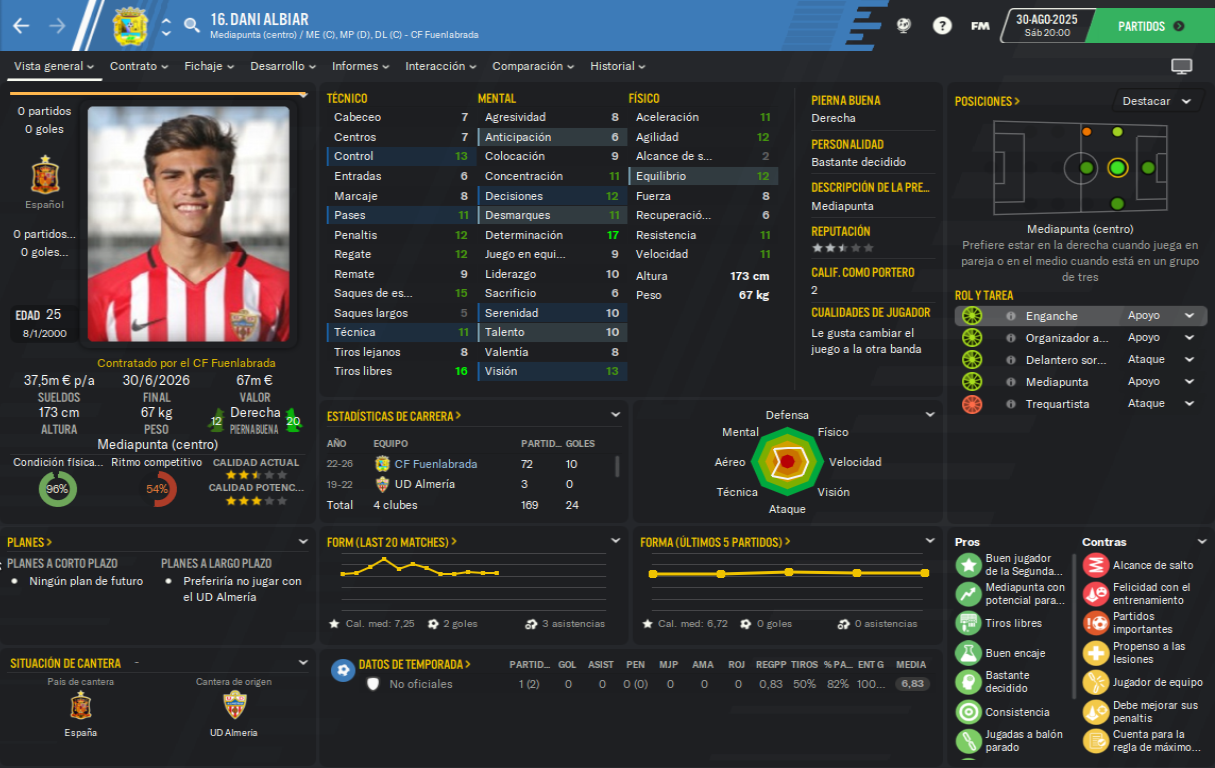 16. DANI ALBIAR
Mediapunta (centro) / ME (C), MP (D), DL (C) - CF Fuenlabrada
?
FM
30-AGO-2025
Sáb 20:00
PARTIDOS
Vista general
Contrato
Fichaje
Desarrollo
Informes
Interacción
Comparación
Historial
0 partidos
0 goles
Español
0 partidos...
0 goles...
EDAD 25
8/1/2000
Contratado por el CF Fuenlabrada
37,5m € p/a
SUELDOS
30/6/2026
FINAL
67m €
VALOR
173 cm
ALTURA
67 kg
PESO
12
Derecha
PIERNA BUENA
20
Mediapunta (centro)
Condición física...
96%
Ritmo competitivo
54%
CALIDAD ACTUAL
CALIDAD POTENC...
TÉCNICO
Cabeceo 7
Centros 7
Control 13
Entradas 6
Marcaje 8
Pases 11
Penaltis 12
Regate 12
Remate 9
Saques de es... 15
Saques largos 5
Técnica 11
Tiros lejanos 8
Tiros libres 16
MENTAL
Agresividad 8
Anticipación 6
Colocación 9
Concentración 11
Decisiones 12
Desmarques 11
Determinación 17
Juego en equi... 9
Liderazgo 10
Sacrificio 6
Serenidad 10
Talento 10
Valentía 8
Visión 13
FÍSICO
Aceleración 11
Agilidad 12
Alcance de s... 2
Equilibrio 12
Fuerza 8
Recuperació... 6
Resistencia 11
Velocidad 11
Altura 173 cm
Peso 67 kg
PIERNA BUENA
Derecha
PERSONALIDAD
Bastante decidido
DESCRIPCIÓN DE LA PRE...
Mediapunta
REPUTACIÓN
CALIF. COMO PORTERO
2
CUALIDADES DE JUGADOR
Le gusta cambiar el
juego a la otra banda
POSICIONES
Destacar
Mediapunta (centro)
Prefiere estar en la derecha cuando juega en
pareja o en el medio cuando está en un grupo
de tres
ROL Y TAREA
Enganche Apoyo
Organizador a... Apoyo
Delantero sor... Ataque
Mediapunta Apoyo
Trequartista Ataque
ESTADÍSTICAS DE CARRERA
AÑO EQUIPO PARTID... GOLES
22-26 CF Fuenlabrada 72 10
19-22 UD Almería 3 0
Total 4 clubes 169 24
Defensa
Mental
Físico
Aéreo
Velocidad
Técnica
Visión
Ataque
PLANES
PLANES A CORTO PLAZO
Ningún plan de futuro
PLANES A LARGO PLAZO
Preferiría no jugar con
el UD Almería
FORM (LAST 20 MATCHES)
Cal. med: 7,25
2 goles
3 asistencias
FORMA (ÚLTIMOS 5 PARTIDOS)
Cal. med: 6,72
0 goles
0 asistencias
Pros
Buen jugador
de la Segunda...
Mediapunta con
potencial para...
Tiros libres
Buen encaje
Bastante
decidido
Consistencia
Jugadas a balón
parado
Contras
Alcance de salto
Felicidad con el
entrenamiento
Partidos
importantes
Propenso a las
lesiones
Jugador de equipo
Debe mejorar sus
penaltis
Cuenta para la
regla de máximo...
SITUACIÓN DE CANTERA -
País de cantera
España
Cantera de origen
UD Almeria
DATOS DE TEMPORADA
PARTID... GOL ASIST PEN MJP AMA ROJ REGPP TIROS % PA... ENT G MEDIA
No oficiales 1 (2) 0 0 0 (0) 0 0 0 0,83 50% 82% 100... 6,83